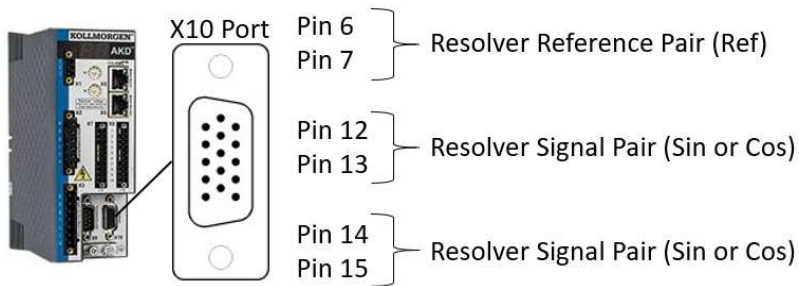 KOLLMORGEN
AKD
X10 Port
Pin 6
Pin 7
Resolver Reference Pair (Ref)
Pin 12
Pin 13
Resolver Signal Pair (Sin or Cos)
Pin 14
Pin 15
Resolver Signal Pair (Sin or Cos)